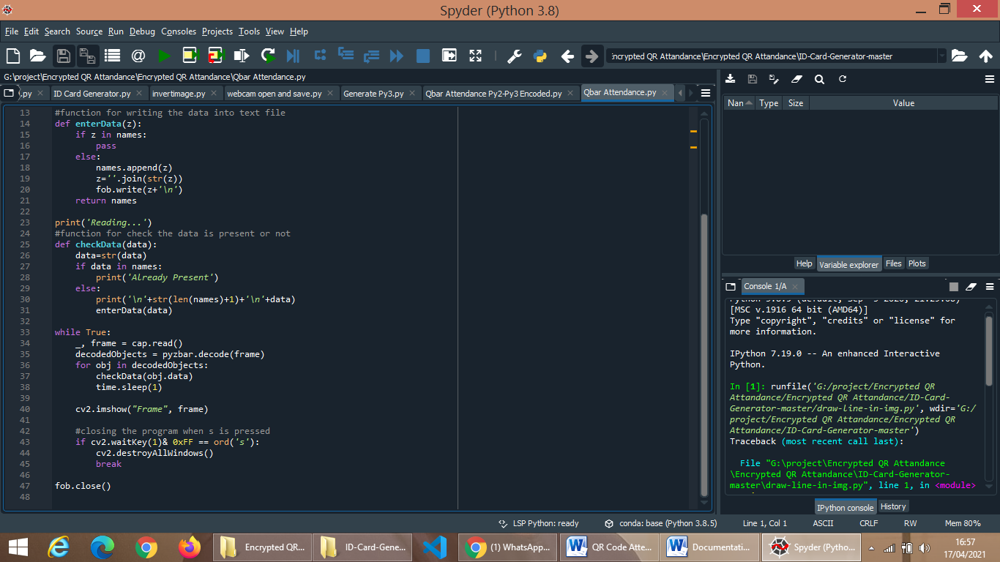 Spyder (Python 3.8)
File Edit Search Source Run Debug Consoles Projects Tools View Help
ncrypted QR Attandance\Encrypted QR Attandance\ID-Card-Generator-master
G:\project\Encrypted QR Attandance\Encrypted QR Attandance\Qbar Attendance.py
.py ID Card Generator.py invertimage.py webcam open and save.py Generate Py3.py Qbar Attendance Py2-Py3 Encoded.py Qbar Attendance.py
13 #function for writing the data into text file
14 def enterData(z):
15     if z in names:
16         pass
17     else:
18         names.append(z)
19         z=''.join(str(z))
20         fob.write(z+'\n')
21     return names
22
23 print('Reading...')
24 #function for check the data is present or not
25 def checkData(data):
26     data=str(data)
27     if data in names:
28         print('Already Present')
29     else:
30         print('\n'+str(len(names)+1)+'\n'+data)
31         enterData(data)
32
33 while True:
34     _, frame = cap.read()
35     decodedObjects = pyzbar.decode(frame)
36     for obj in decodedObjects:
37         checkData(obj.data)
38         time.sleep(1)
39
40     cv2.imshow("Frame", frame)
41
42     #closing the program when s is pressed
43     if cv2.waitKey(1)& 0xFF == ord('s'):
44         cv2.destroyAllWindows()
45         break
46
47 fob.close()
48
Nan Type Size Value
Help Variable explorer Files Plots
Console 1/A
[MSC v.1916 64 bit (AMD64)]
Type "copyright", "credits" or "license" for
more information.
IPython 7.19.0 -- An enhanced Interactive
Python.
In [1]: runfile('G:/project/Encrypted QR
Attandance/Encrypted QR Attandance/ID-Card-
Generator-master/draw-line-in-img.py', wdir='G:/
project/Encrypted QR Attandance/Encrypted QR
Attandance/ID-Card-Generator-master')
Traceback (most recent call last):
File "G:\project\Encrypted QR Attandance
\Encrypted QR Attandance\ID-Card-Generator-
master\draw-line-in-img.py", line 1, in <module>
IPython console History
LSP Python: ready conda: base (Python 3.8.5) Line 1, Col 1 ASCII CRLF RW Mem 80%
Encrypted QR... ID-Card-Gene... (1) WhatsApp... QR Code Atte... Documentati... Spyder (Pytho...
16:57
17/04/2021